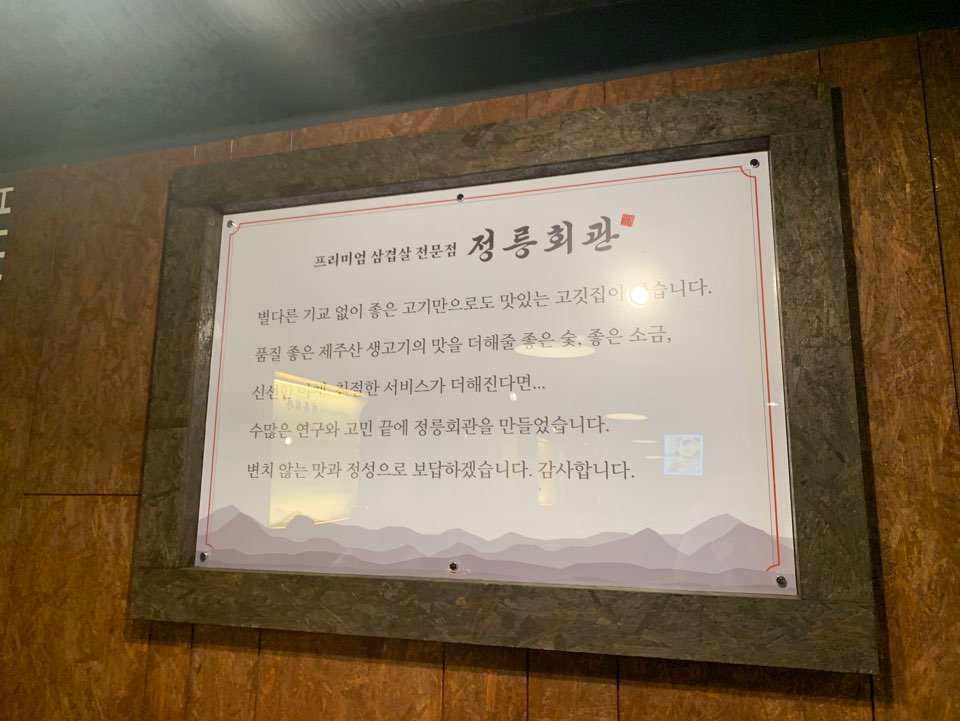 프리미엄 삼겹살 전문점 정릉회관
별다른 기교 없이 좋은 고기만으로도 맛있는 고깃집이 있습니다.
품질 좋은 제주산 생고기의 맛을 더해줄 좋은 숯, 좋은 소금,
신선한 야채, 친절한 서비스가 더해진다면...
수많은 연구와 고민 끝에 정릉회관을 만들었습니다.
변치 않는 맛과 정성으로 보답하겠습니다. 감사합니다.